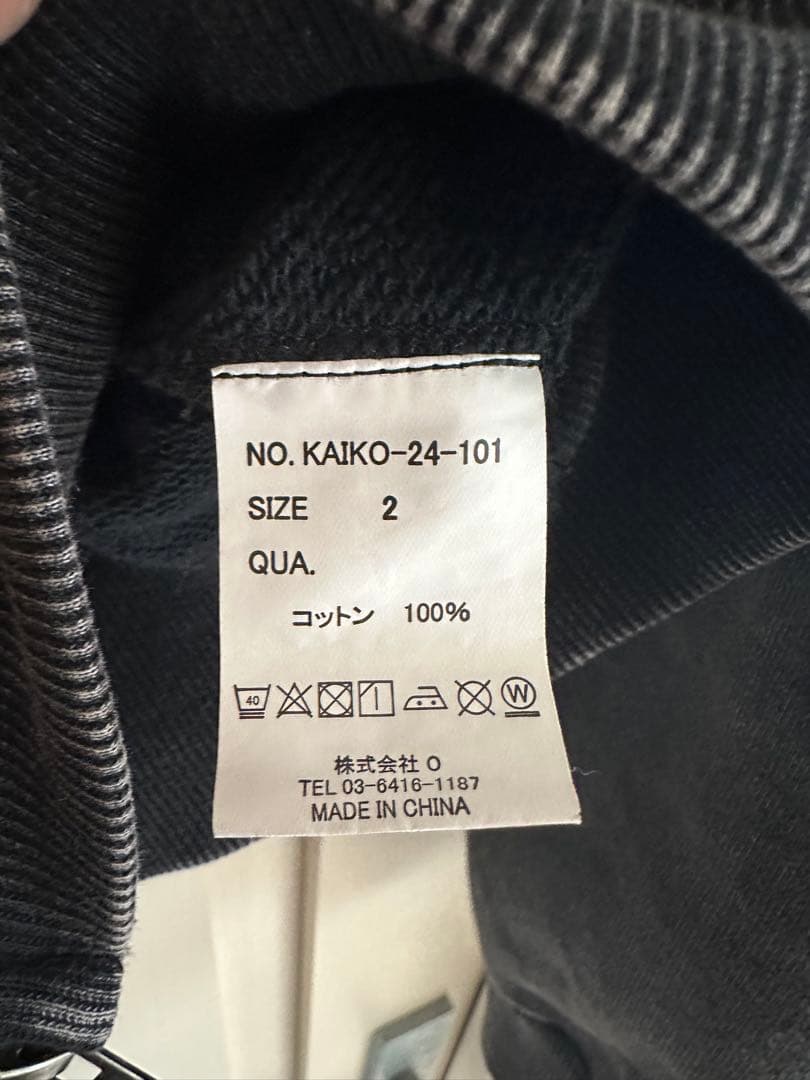 NO. KAIKO-24-101
SIZE 2
QUA.
コットン 100%
40 W
株式会社 O
TEL 03-6416-1187
MADE IN CHINA